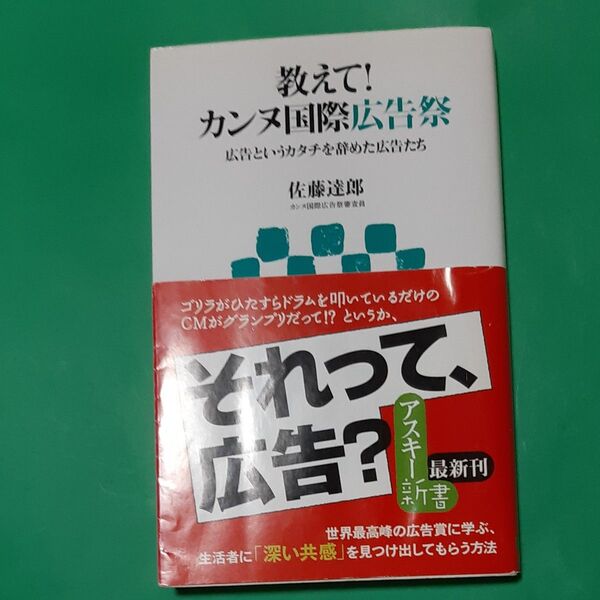 教えて!
カンヌ国際広告祭
広告というカタチを辞めた広告たち
佐藤達郎
カンヌ国際広告祭審査員
ゴリラがひたすらドラムを叩いているだけの
CMがグランプリだって!? というか、
それって、
広告?
アスキー新書
最新刊
世界最高峰の広告賞に学ぶ、
生活者に「深い共感」を見つけ出してもらう方法